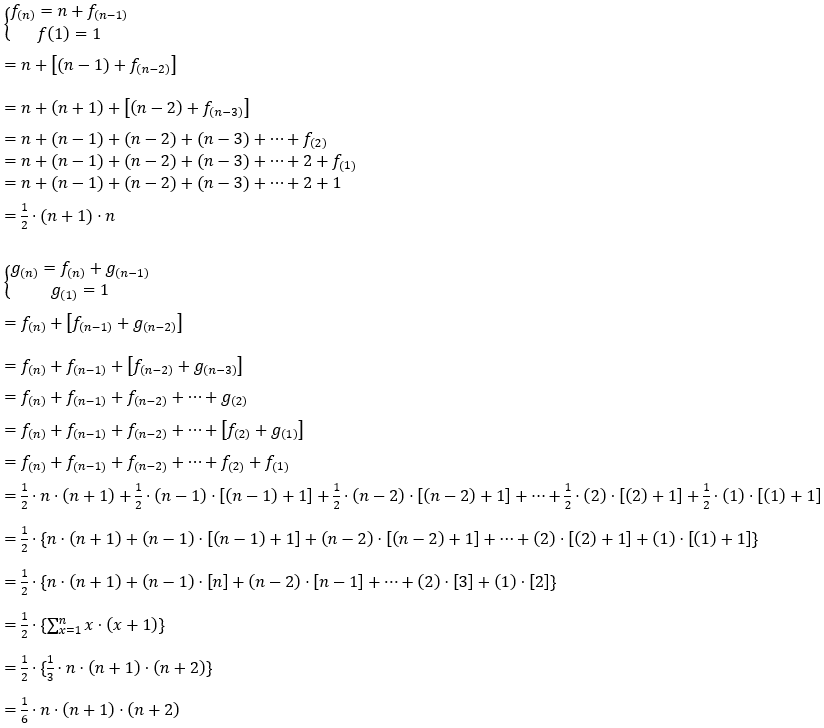 {f₍ₙ₎ = n + f₍ₙ₋₁₎
f(1) = 1
= n + [(n − 1) + f₍ₙ₋₂₎]
= n + (n + 1) + [(n − 2) + f₍ₙ₋₃₎]
= n + (n − 1) + (n − 2) + (n − 3) + ⋯ + f₍₂₎
= n + (n − 1) + (n − 2) + (n − 3) + ⋯ + 2 + f₍₁₎
= n + (n − 1) + (n − 2) + (n − 3) + ⋯ + 2 + 1
= ½ · (n + 1) · n
{g₍ₙ₎ = f₍ₙ₎ + g₍ₙ₋₁₎
g₍₁₎ = 1
= f₍ₙ₎ + [f₍ₙ₋₁₎ + g₍ₙ₋₂₎]
= f₍ₙ₎ + f₍ₙ₋₁₎ + [f₍ₙ₋₂₎ + g₍ₙ₋₃₎]
= f₍ₙ₎ + f₍ₙ₋₁₎ + f₍ₙ₋₂₎ + ⋯ + g₍₂₎
= f₍ₙ₎ + f₍ₙ₋₁₎ + f₍ₙ₋₂₎ + ⋯ + [f₍₂₎ + g₍₁₎]
= f₍ₙ₎ + f₍ₙ₋₁₎ + f₍ₙ₋₂₎ + ⋯ + f₍₂₎ + f₍₁₎
= ½ · n · (n + 1) + ½ · (n − 1) · [(n − 1) + 1] + ½ · (n − 2) · [(n − 2) + 1] + ⋯ + ½ · (2) · [(2) + 1] + ½ · (1) · [(1) + 1]
= ½ · {n · (n + 1) + (n − 1) · [(n − 1) + 1] + (n − 2) · [(n − 2) + 1] + ⋯ + (2) · [(2) + 1] + (1) · [(1) + 1]}
= ½ · {n · (n + 1) + (n − 1) · [n] + (n − 2) · [n − 1] + ⋯ + (2) · [3] + (1) · [2]}
= ½ · {∑ₓ₌₁ⁿ x · (x + 1)}
= ½ · {⅓ · n · (n + 1) · (n + 2)}
= ⅙ · n · (n + 1) · (n + 2)